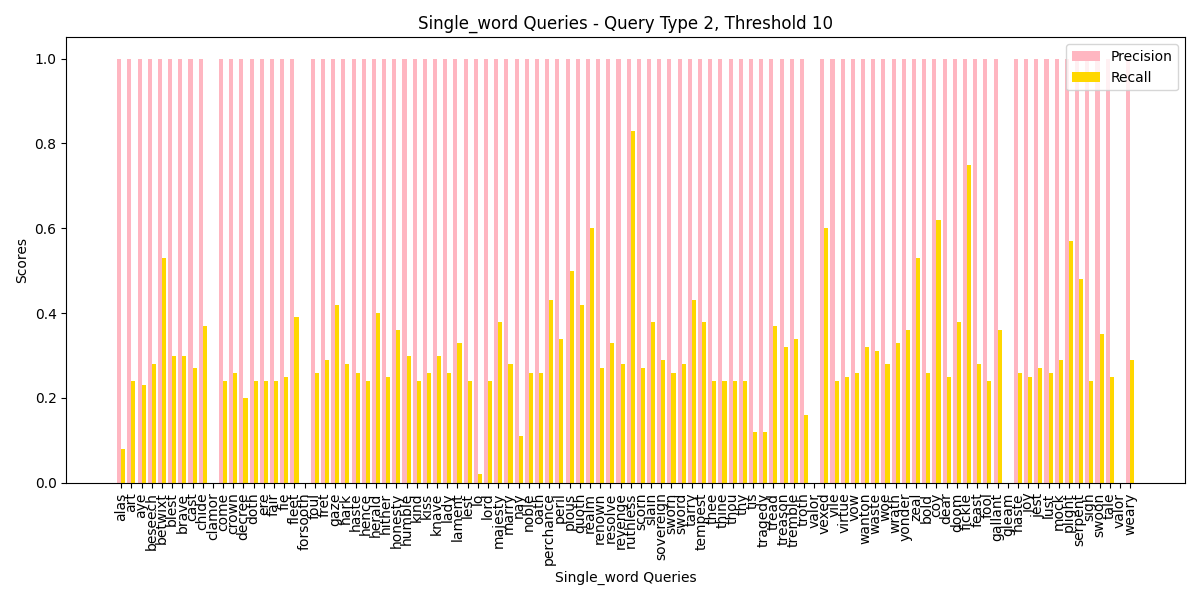 Single_word Queries - Query Type 2, Threshold 10
Precision
Recall
Scores
1.0
0.8
0.6
0.4
0.2
0.0
alas
art
aye
beseech
betwixt
blest
brave
cast
chide
clamor
come
crown
decree
doth
ere
fair
fie
fleet
forsooth
foul
fret
gaze
hark
haste
hence
herald
hither
honesty
humble
kind
kiss
knave
lady
lament
lest
lo
lord
majesty
marry
nay
noble
oath
perchance
peril
pious
quoth
realm
renown
resolve
revenge
ruthless
scorn
slain
sovereign
sworn
sword
tarry
tempest
thee
thine
thou
thy
tis
tragedy
tread
treason
tremble
troth
valor
vexed
vile
virtue
vow
wanton
waste
woe
wrath
yonder
zeal
bold
coy
dear
doom
fickle
feast
fool
gallant
gleam
haste
joy
jest
lust
mock
plight
serpent
sigh
swoon
tale
valor
weary
Single_word Queries